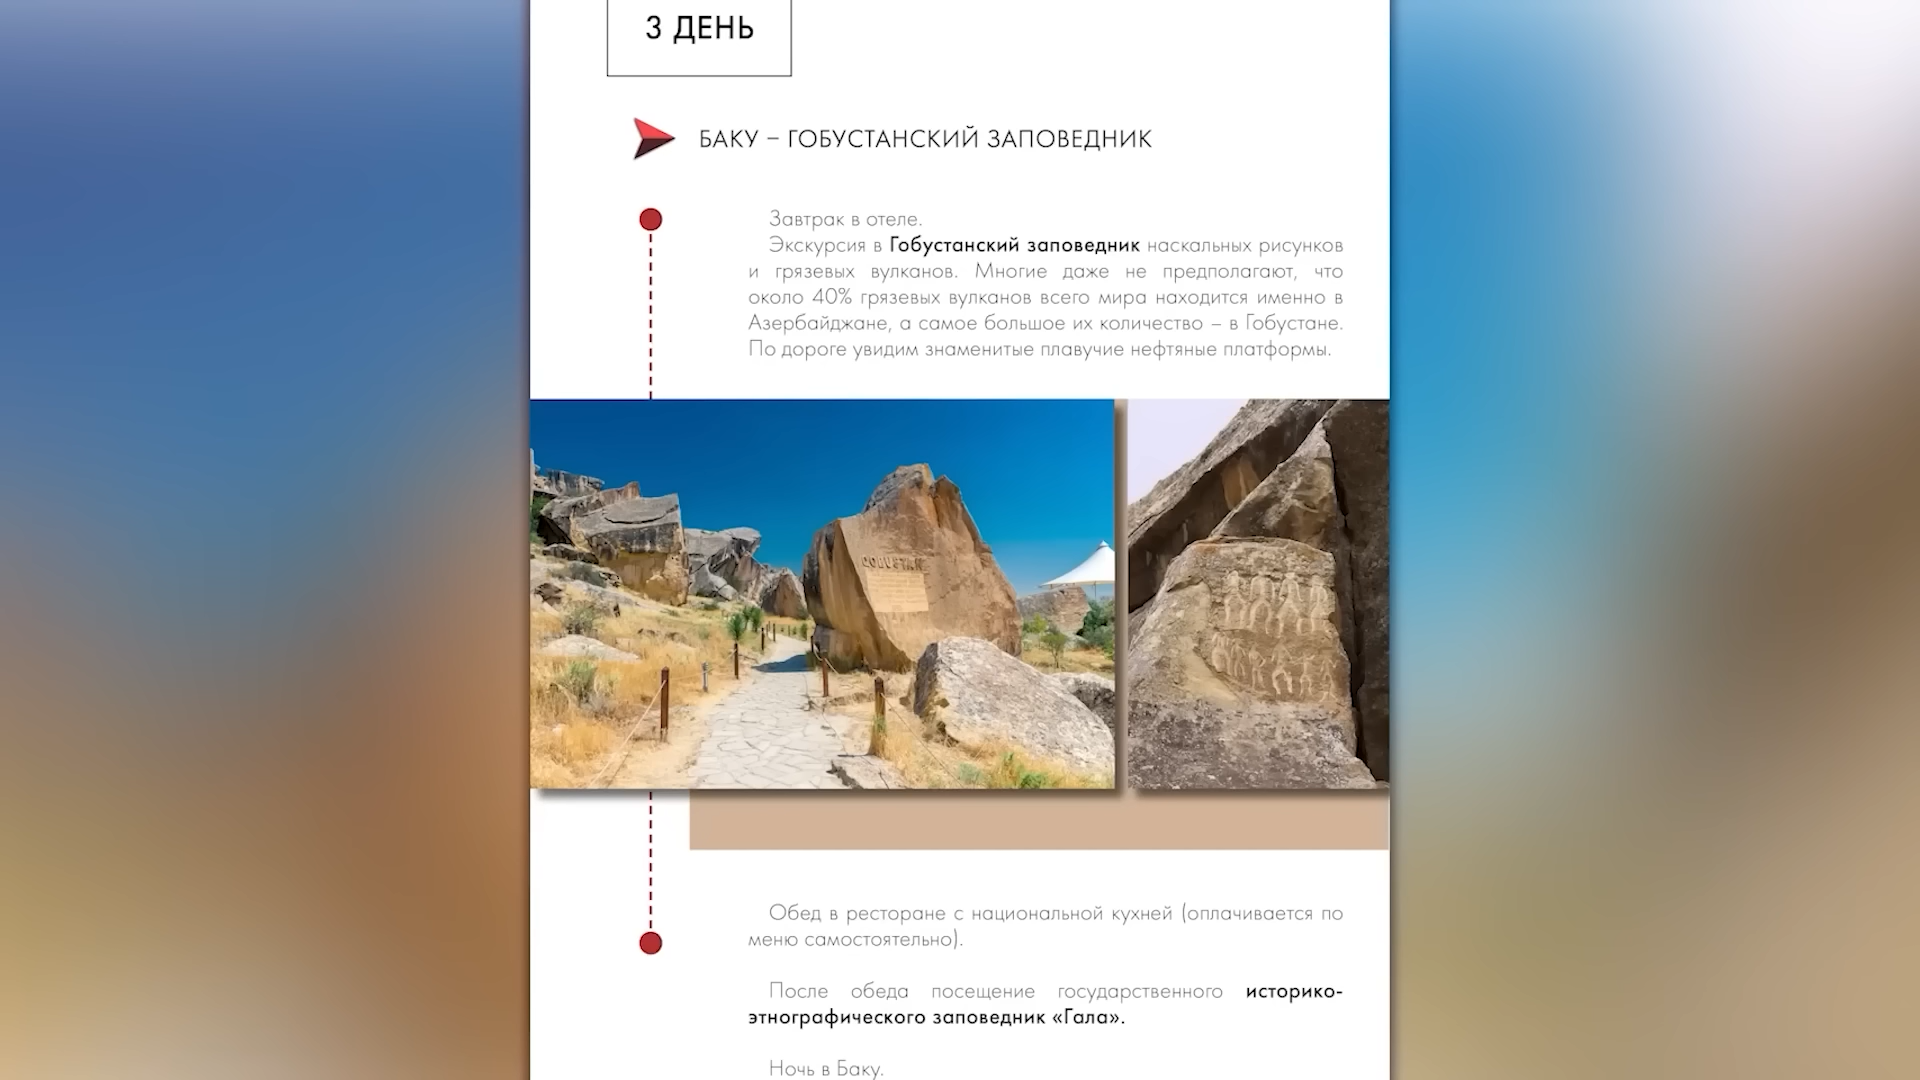 3 ДЕНЬ
БАКУ – ГОБУСТАНСКИЙ ЗАПОВЕДНИК
Завтрак в отеле.
Экскурсия в Гобустанский заповедник наскальных рисунков
и грязевых вулканов. Многие даже не предполагают, что
около 40% грязевых вулканов всего мира находится именно в
Азербайджане, а самое большое их количество – в Гобустане.
По дороге увидим знаменитые плавучие нефтяные платформы.
QOBUSTAN
Обед в ресторане с национальной кухней (оплачивается по
меню самостоятельно).
После обеда посещение государственного историко-
этнографического заповедник «Гала».
Ночь в Баку.